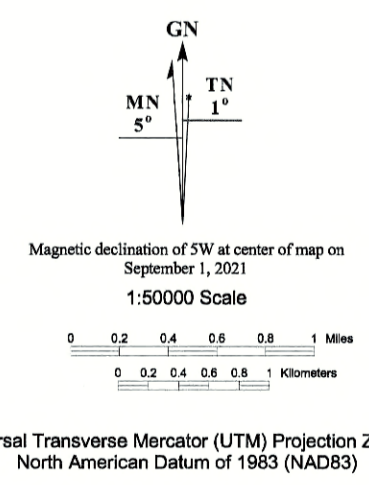 GN
TN
1°
MN
5°
Magnetic declination of 5W at center of map on
September 1, 2021
1:50000 Scale
0 0.2 0.4 0.6 0.8 1 Miles
0 0.2 0.4 0.6 0.8 1 Kilometers
Transverse Mercator (UTM) Projection
North American Datum of 1983 (NAD83)